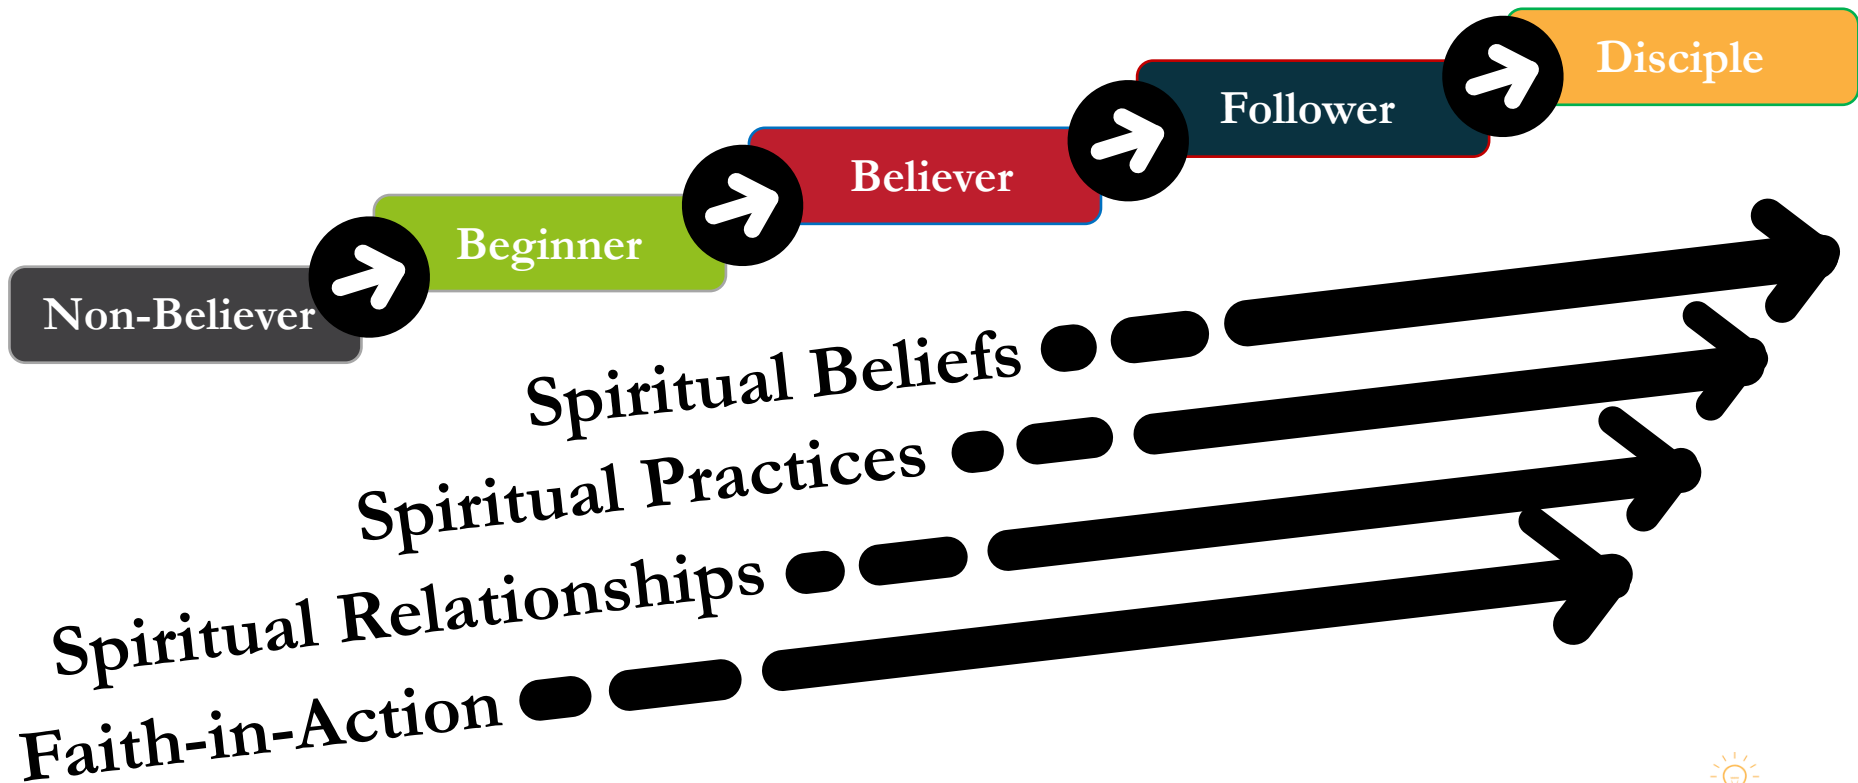 Non-Believer
Beginner
Believer
Follower
Disciple
Spiritual Beliefs
Spiritual Practices
Spiritual Relationships
Faith-in-Action